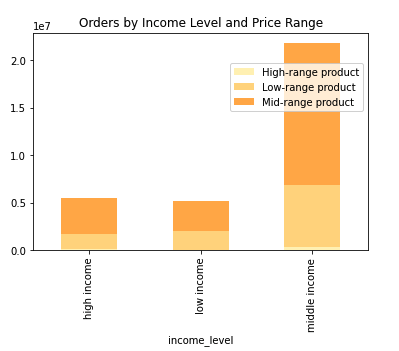 Orders by Income Level and Price Range
1e7
2.0
1.5
1.0
0.5
0.0
High-range product
Low-range product
Mid-range product
high income
low income
middle income
income_level